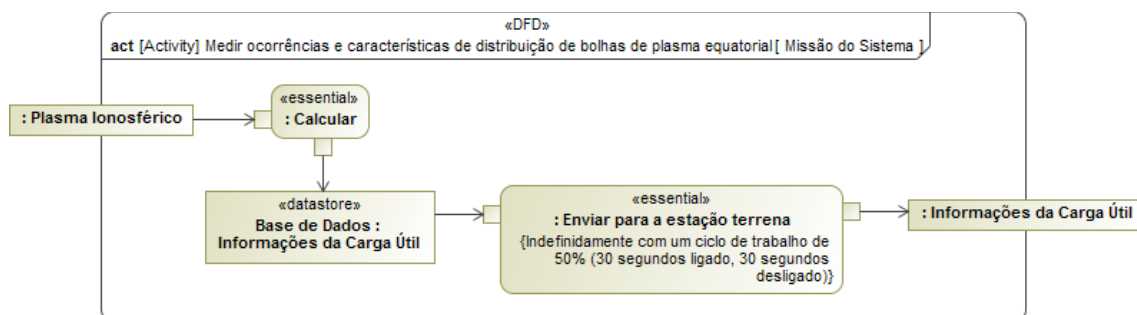 «DFD»
act [Activity] Medir ocorrências e características de distribuição de bolhas de plasma equatorial[ Missão do Sistema ]
: Plasma Ionosférico
«essential»
: Calcular
«datastore»
Base de Dados :
Informações da Carga Útil
«essential»
: Enviar para a estação terrena
{Indefinidamente com um ciclo de trabalho de
50% (30 segundos ligado, 30 segundos
desligado)}
: Informações da Carga Útil